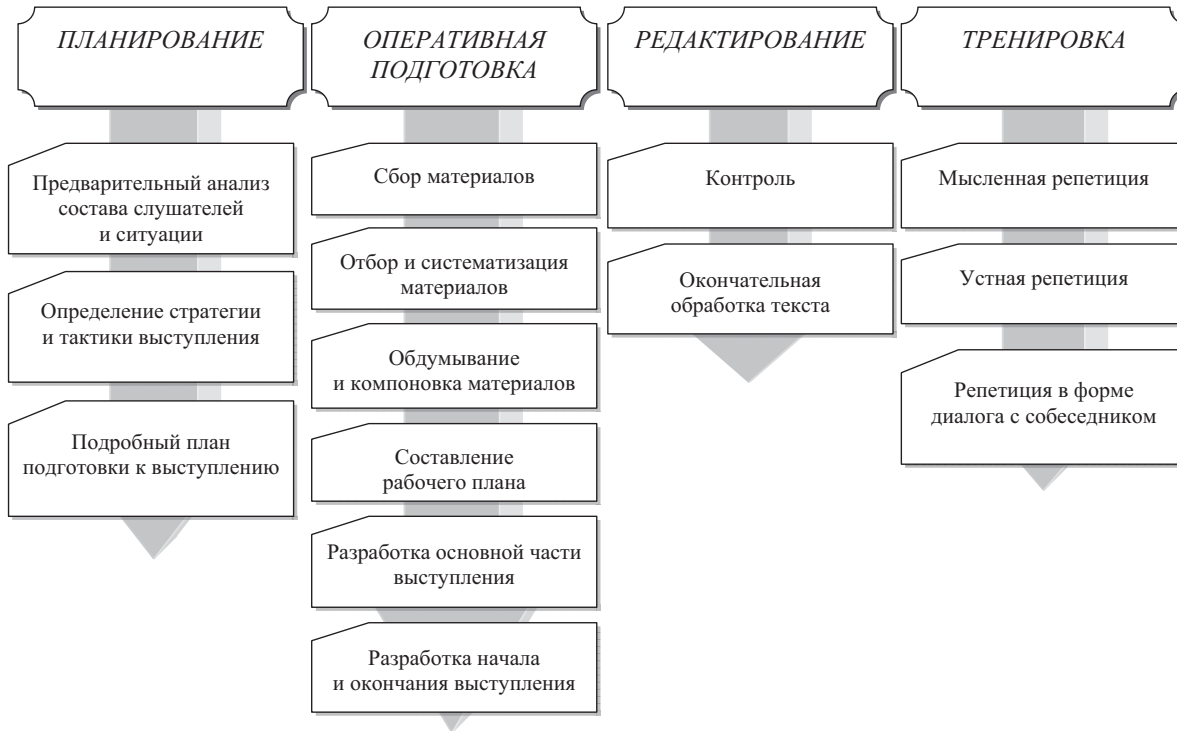 ПЛАНИРОВАНИЕ
Предварительный анализ
состава слушателей
и ситуации
Определение стратегии
и тактики выступления
Подробный план
подготовки к выступлению
ОПЕРАТИВНАЯ
ПОДГОТОВКА
Сбор материалов
Отбор и систематизация
материалов
Обдумывание
и компоновка материалов
Составление
рабочего плана
Разработка основной части
выступления
Разработка начала
и окончания выступления
РЕДАКТИРОВАНИЕ
Контроль
Окончательная
обработка текста
ТРЕНИРОВКА
Мысленная репетиция
Устная репетиция
Репетиция в форме
диалога с собеседником